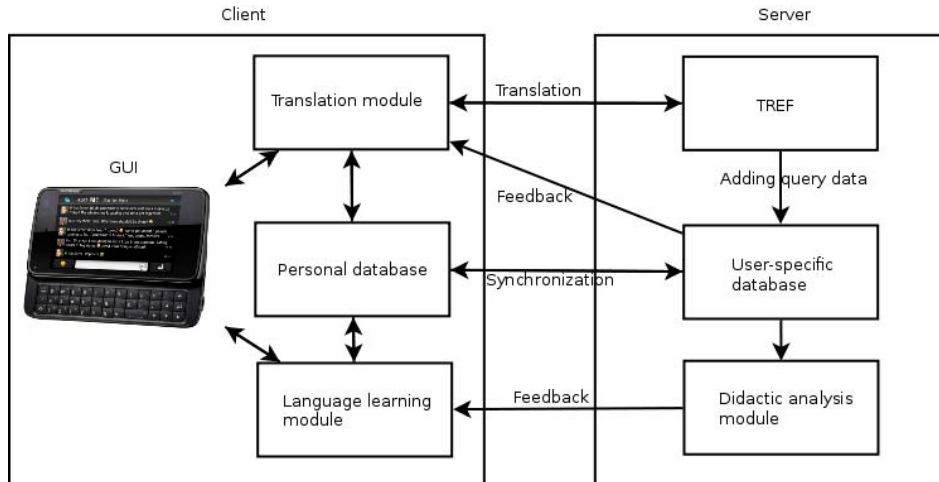 Client
Server
Translation module
Translation
TREF
GUI
Feedback
Adding query data
Personal database
Synchronization
User-specific
database
Language learning
module
Feedback
Didactic analysis
module